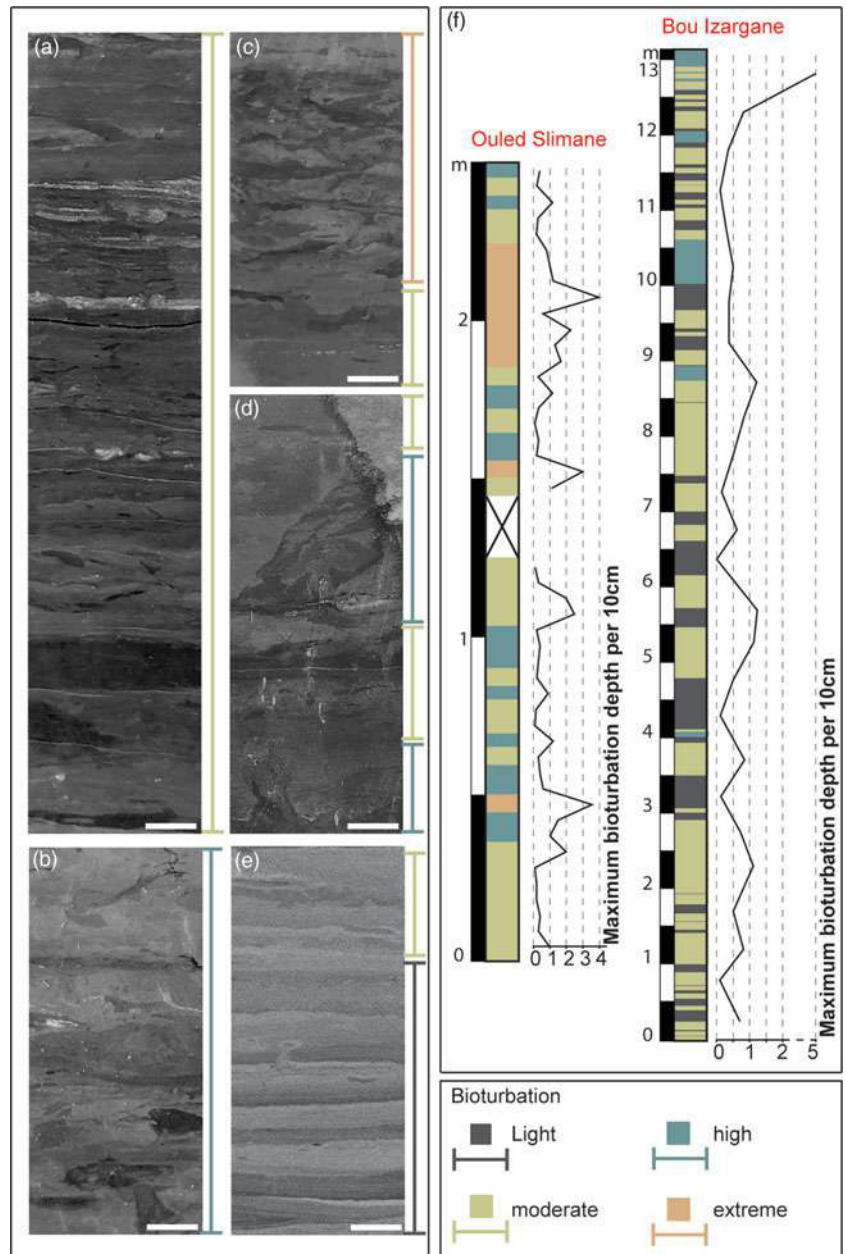 (a)
(c)
(d)
(b)
(e)
(f)
Ouled Slimane
m
2
1
0
0 1 2 3 4
Maximum bioturbation depth per 10cm
Bou Izargane
m
13
12
11
10
9
8
7
6
5
4
3
2
1
0
0 1 2 5
Maximum bioturbation depth per 10cm
Bioturbation
Light
high
moderate
extreme